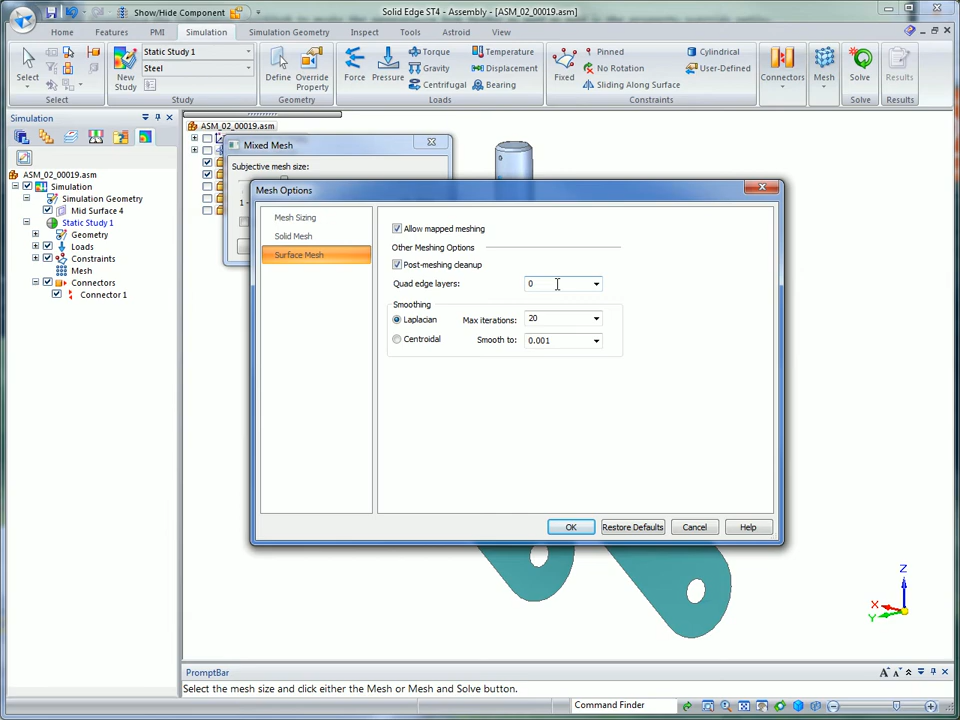 Show/Hide Component
Solid Edge ST4 - Assembly - [ASM_02_00019.asm]
Home
Features
PMI
Simulation
Simulation Geometry
Inspect
Tools
Astroid
View
Select
Select
New
Study
Static Study 1
Steel
Study
Define
Override
Property
Geometry
Force
Pressure
Torque
Gravity
Centrifugal
Temperature
Displacement
Bearing
Loads
Fixed
Pinned
No Rotation
Sliding Along Surface
Cylindrical
User-Defined
Constraints
Connectors
Mesh
Solve
Solve
Results
Results
Simulation
ASM_02_00019.asm
Simulation
Simulation Geometry
Mid Surface 4
Static Study 1
Geometry
Loads
Constraints
Mesh
Connectors
Connector 1
ASM_02_00019.asm
Mixed Mesh
Subjective mesh size:
1 -
Mesh Options
Mesh Sizing
Solid Mesh
Surface Mesh
Allow mapped meshing
Other Meshing Options
Post-meshing cleanup
Quad edge layers:
0
Smoothing
Laplacian
Max iterations:
20
Centroidal
Smooth to:
0.001
OK
Restore Defaults
Cancel
Help
Z
X
Y
PromptBar
Select the mesh size and click either the Mesh or Mesh and Solve button.
Command Finder